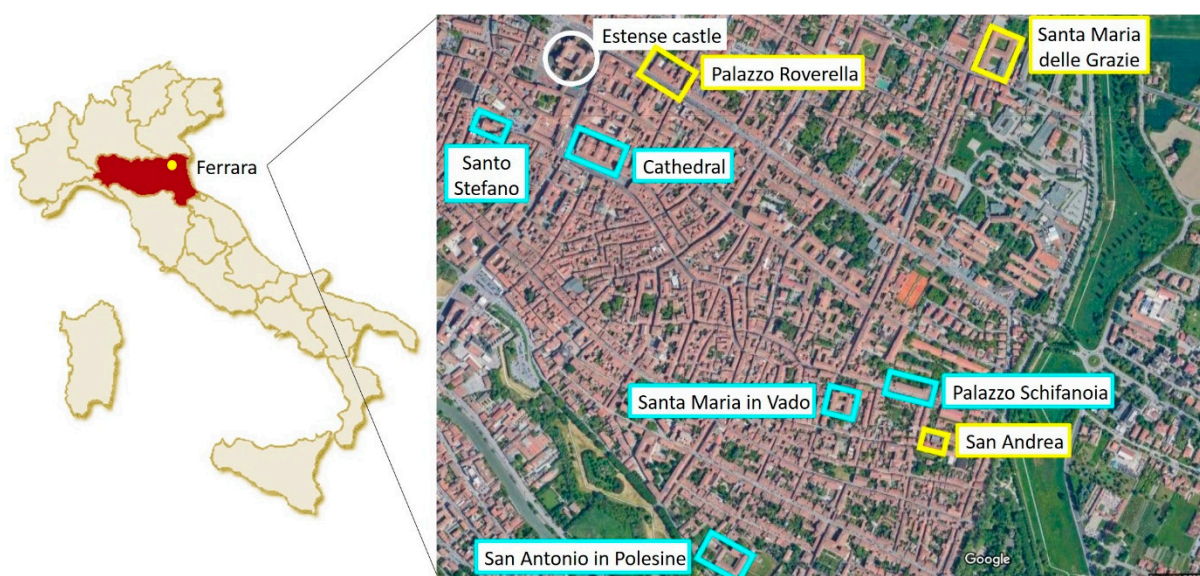 Ferrara
Estense castle
Palazzo Roverella
Santa Maria
delle Grazie
Santo
Stefano
Cathedral
Santa Maria in Vado
Palazzo Schifanoia
San Andrea
San Antonio in Polesine
Google